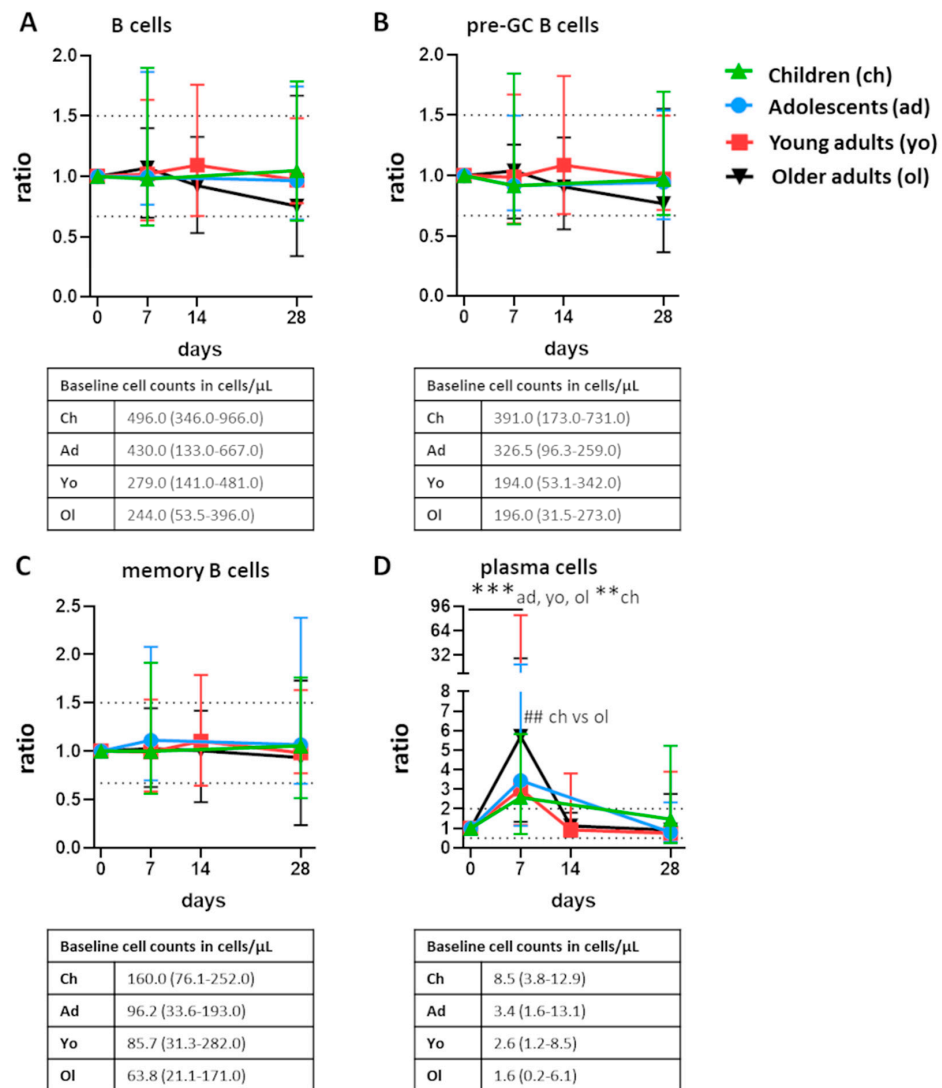 A B cells
2.0
1.5
1.0
0.5
0.0
ratio
0 7 14 28
days
Baseline cell counts in cells/µL
Ch 496.0 (346.0-966.0)
Ad 430.0 (133.0-667.0)
Yo 279.0 (141.0-481.0)
Ol 244.0 (53.5-396.0)
B pre-GC B cells
2.0
1.5
1.0
0.5
0.0
ratio
0 7 14 28
days
Baseline cell counts in cells/µL
Ch 391.0 (173.0-731.0)
Ad 326.5 (96.3-259.0)
Yo 194.0 (53.1-342.0)
Ol 196.0 (31.5-273.0)
Children (ch)
Adolescents (ad)
Young adults (yo)
Older adults (ol)
C memory B cells
2.5
2.0
1.5
1.0
0.5
0.0
ratio
0 7 14 28
days
Baseline cell counts in cells/µL
Ch 160.0 (76.1-252.0)
Ad 96.2 (33.6-193.0)
Yo 85.7 (31.3-282.0)
Ol 63.8 (21.1-171.0)
D plasma cells
***ad, yo, ol **ch
96
64
32
8
7
6
5
4
3
2
1
0
## ch vs ol
ratio
0 7 14 28
days
Baseline cell counts in cells/µL
Ch 8.5 (3.8-12.9)
Ad 3.4 (1.6-13.1)
Yo 2.6 (1.2-8.5)
Ol 1.6 (0.2-6.1)